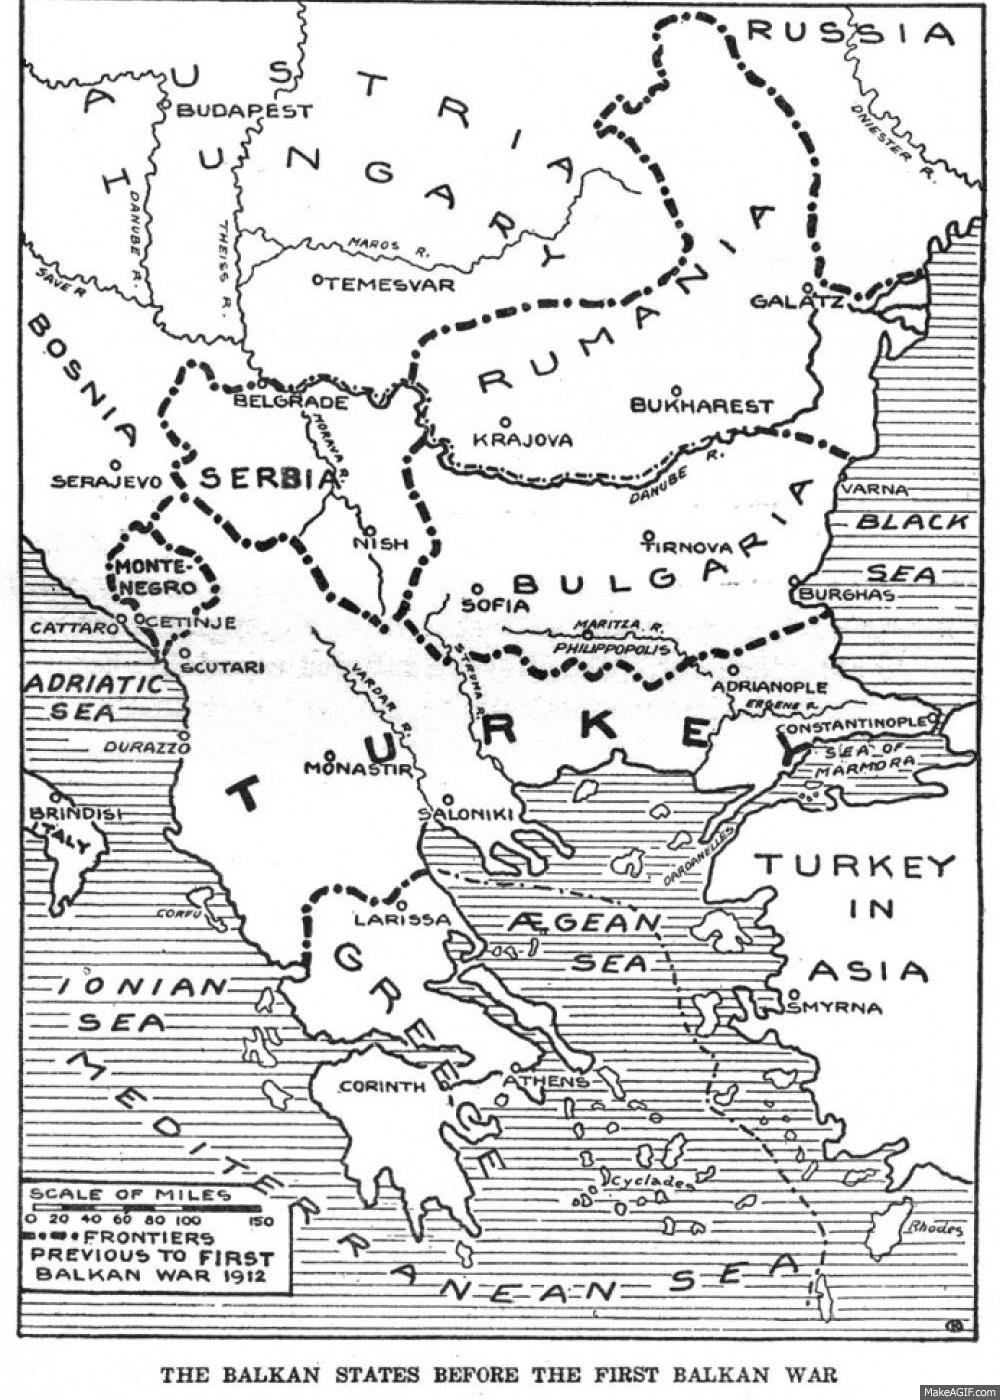 RUSSIA
AUSTRIA
HUNGARY
BUDAPEST
DNIESTER R.
DANUBE R.
THEISS R.
MAROS R.
TEMESVAR
SAVE R
GALATZ
BOSNIA
RUMANIA
BELGRADE
BUKHAREST
KRAJOVA
MORAVA R.
SERAJEVO
SERBIA
DANUBE R.
VARNA
BLACK
SEA
NISH
TIRNOVA
MONTE-
NEGRO
BULGARIA
SOFIA
BURGHAS
CATTARO
CETINJE
MARITZA R.
PHILIPPOPOLIS
SCUTARI
STRUMA R.
VARDAR R.
ADRIATIC
SEA
ADRIANOPLE
ERGENE R.
CONSTANTINOPLE
DURAZZO
TURKEY
SEA OF
MARMORA
MONASTIR
BRINDISI
ITALY
SALONIKI
DARDANELLES
TURKEY
IN
ASIA
CORFU
LARISSA
ÆGEAN
SEA
GREECE
IONIAN
SEA
SMYRNA
CORINTH
ATHENS
MEDITERRANEAN SEA
Cyclades
Rhodes
SCALE OF MILES
0 20 40 60 80 100 150
FRONTIERS
PREVIOUS TO FIRST
BALKAN WAR 1912
THE BALKAN STATES BEFORE THE FIRST BALKAN WAR
MakeAGIF.com